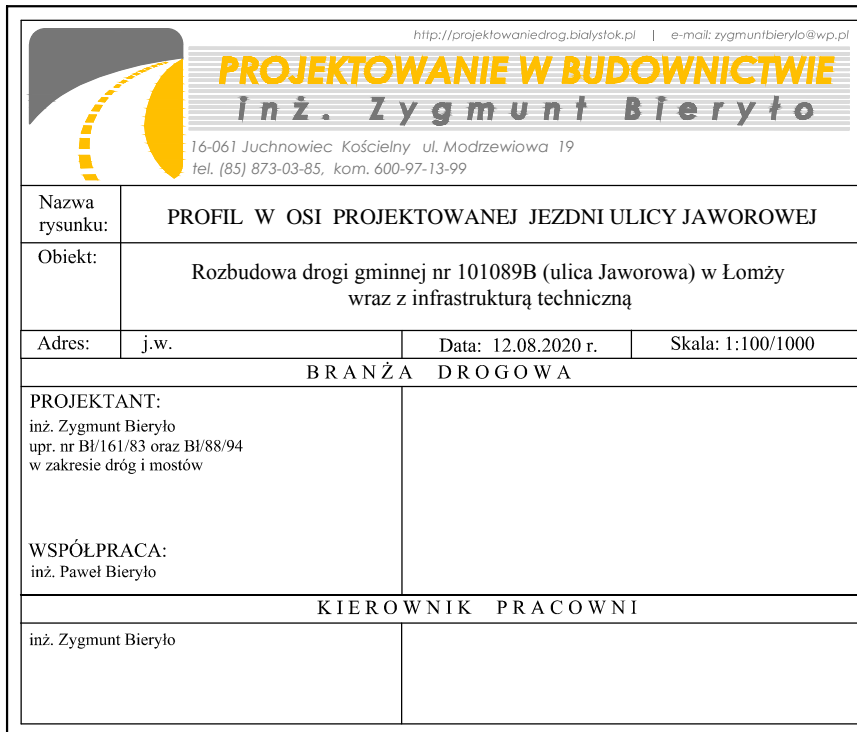 http://projektowaniedrog.bialystok.pl | e-mail: zygmuntbierylo@wp.pl
PROJEKTOWANIE W BUDOWNICTWIE
inż. Zygmunt Bieryło
16-061 Juchnowiec Kościelny ul. Modrzewiowa 19
tel. (85) 873-03-85, kom. 600-97-13-99
Nazwa rysunku: PROFIL W OSI PROJEKTOWANEJ JEZDNI ULICY JAWOROWEJ
Obiekt: Rozbudowa drogi gminnej nr 101089B (ulica Jaworowa) w Łomży
wraz z infrastrukturą techniczną
Adres: j.w. Data: 12.08.2020 r. Skala: 1:100/1000
BRANŻA DROGOWA
PROJEKTANT:
inż. Zygmunt Bieryło
upr. nr Bł/161/83 oraz Bł/88/94
w zakresie dróg i mostów
WSPÓŁPRACA:
inż. Paweł Bieryło
KIEROWNIK PRACOWNI
inż. Zygmunt Bieryło